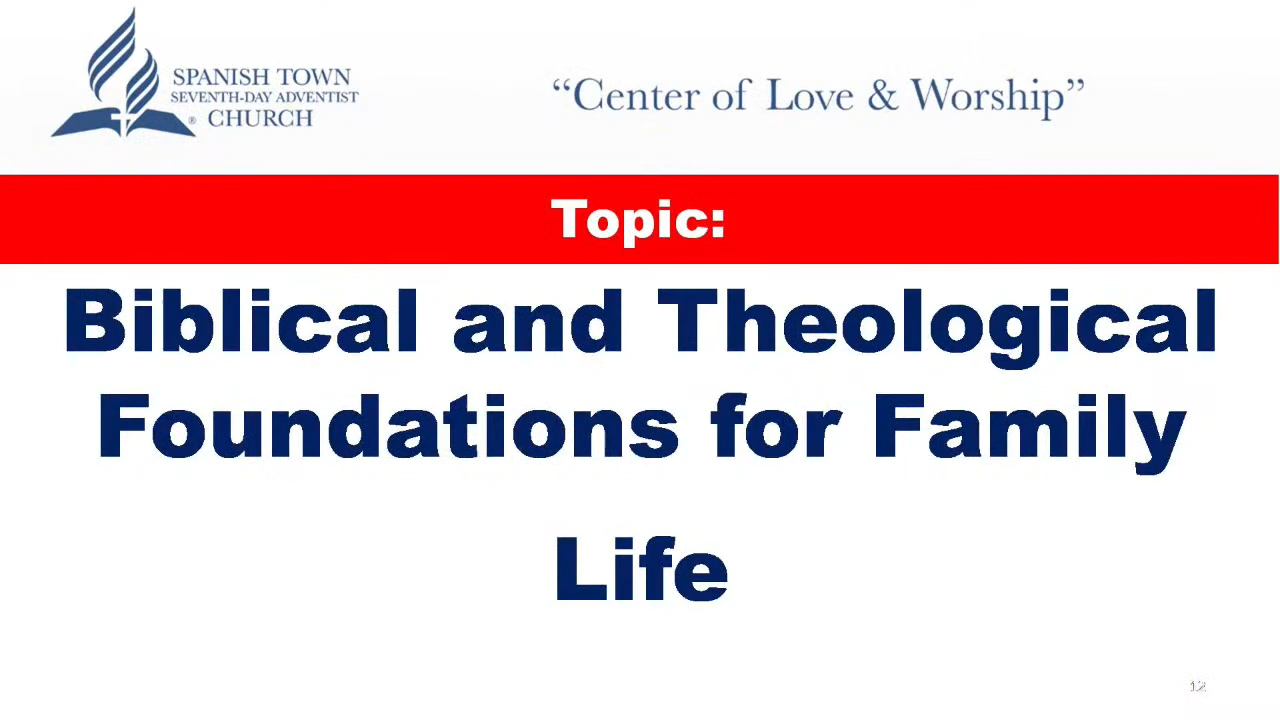 SPANISH TOWN
SEVENTH-DAY ADVENTIST
® CHURCH
“Center of Love & Worship”
Topic:
Biblical and Theological
Foundations for Family
Life
12